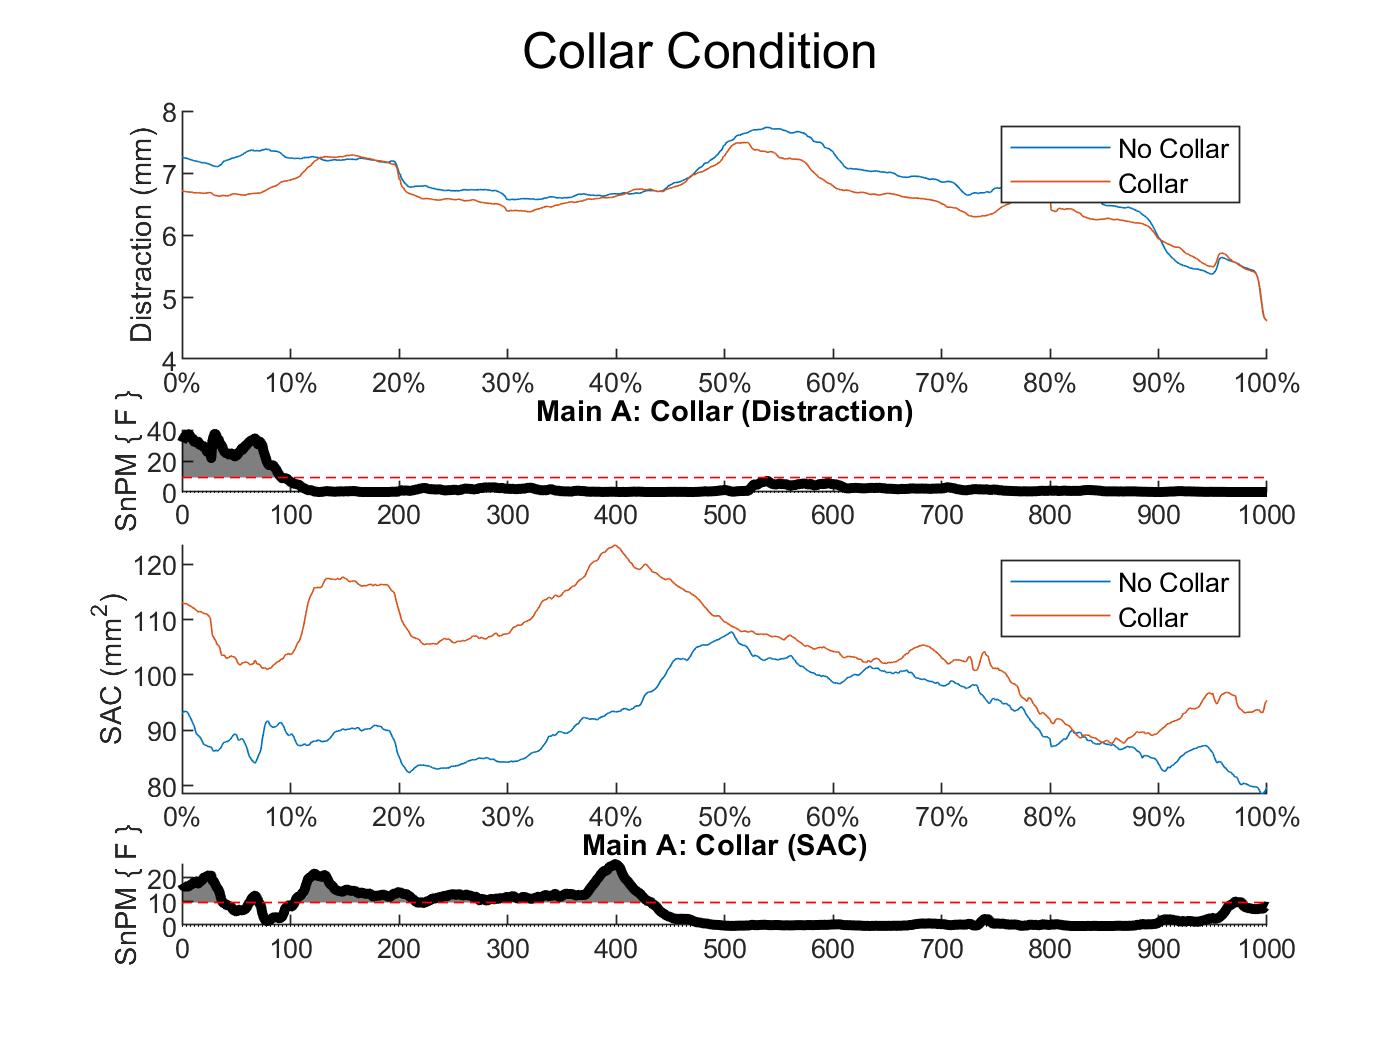 Collar Condition
8
7
6
5
4
Distraction (mm)
No Collar
Collar
0% 10% 20% 30% 40% 50% 60% 70% 80% 90% 100%
Main A: Collar (Distraction)
40
20
0
SnPM { F }
0 100 200 300 400 500 600 700 800 900 1000
120
110
100
90
80
SAC (mm²)
No Collar
Collar
0% 10% 20% 30% 40% 50% 60% 70% 80% 90% 100%
Main A: Collar (SAC)
20
10
0
SnPM { F }
0 100 200 300 400 500 600 700 800 900 1000